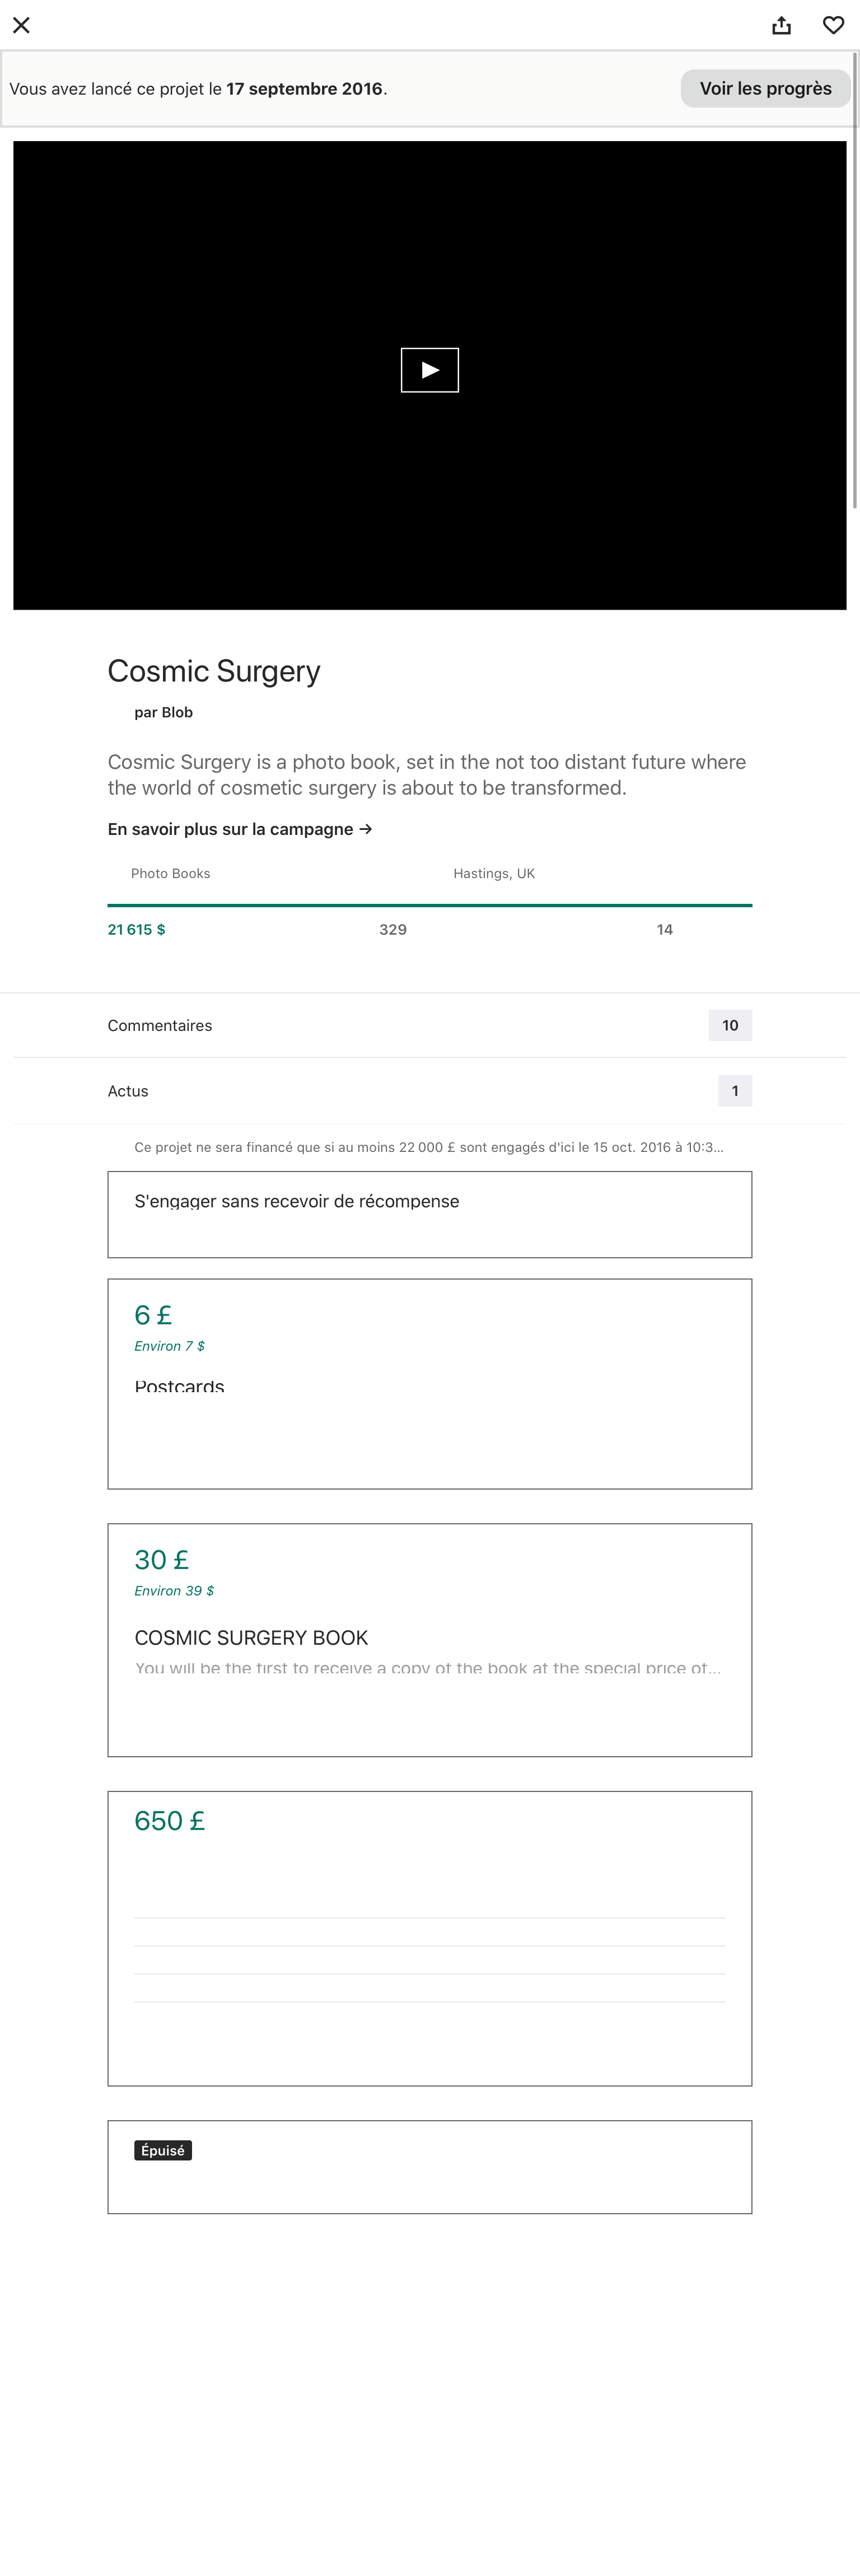 Vous avez lancé ce projet le 17 septembre 2016.
Voir les progrès
Cosmic Surgery
par Blob
Cosmic Surgery is a photo book, set in the not too distant future where
the world of cosmetic surgery is about to be transformed.
En savoir plus sur la campagne →
Photo Books
Hastings, UK
21 615 $
329
14
Commentaires
10
Actus
1
Ce projet ne sera financé que si au moins 22 000 £ sont engagés d'ici le 15 oct. 2016 à 10:3...
S'engager sans recevoir de récompense
6 £
Environ 7 $
Postcards
30 £
Environ 39 $
COSMIC SURGERY BOOK
You will be the first to receive a copy of the book at the special price of...
650 £
Épuisé